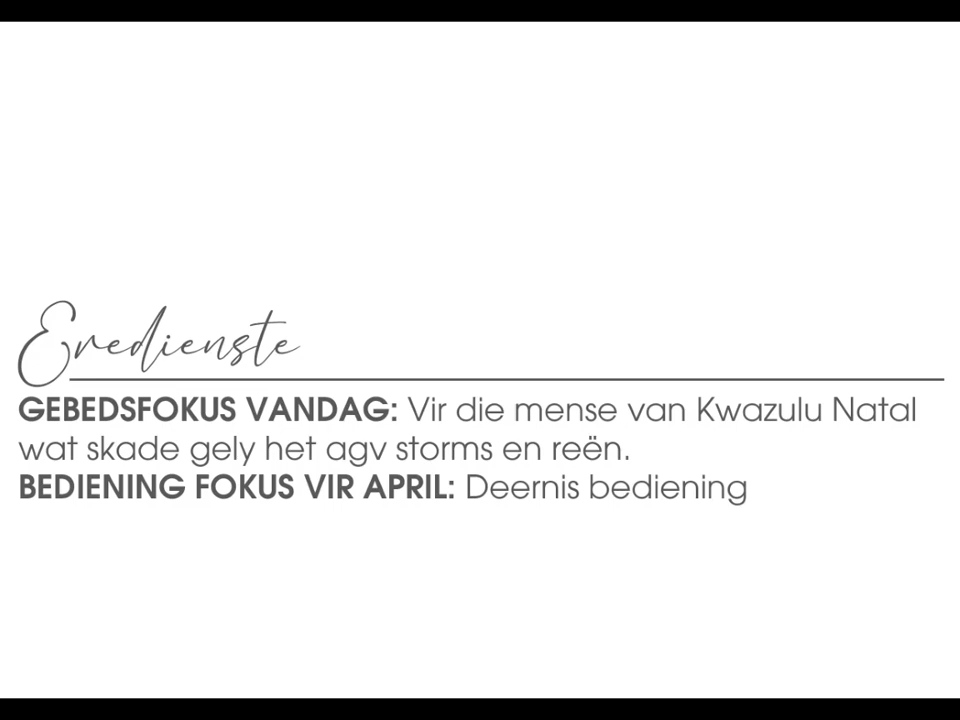 Eredienste
GEBEDSFOKUS VANDAG: Vir die mense van Kwazulu Natal
wat skade gely het agv storms en reën.
BEDIENING FOKUS VIR APRIL: Deernis bediening